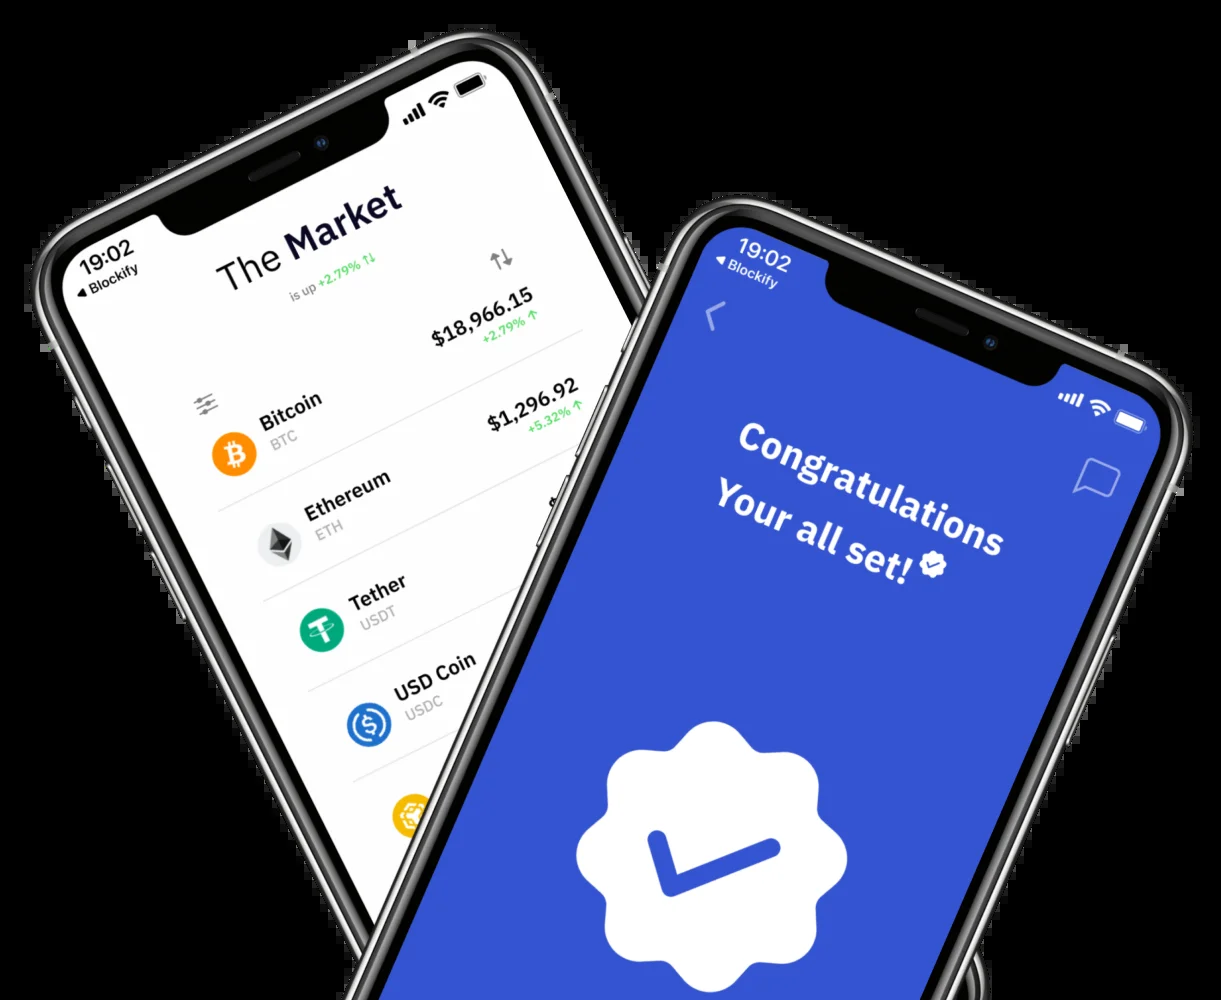 19:02
◀ Blockify
The Market
is up +2.79% ↑↓
$18,966.15
+2.79% ↑
Bitcoin
BTC
$1,296.92
+5.32% ↑
Ethereum
ETH
Tether
USDT
USD Coin
USDC
19:02
◀ Blockify
Congratulations
Your all set!